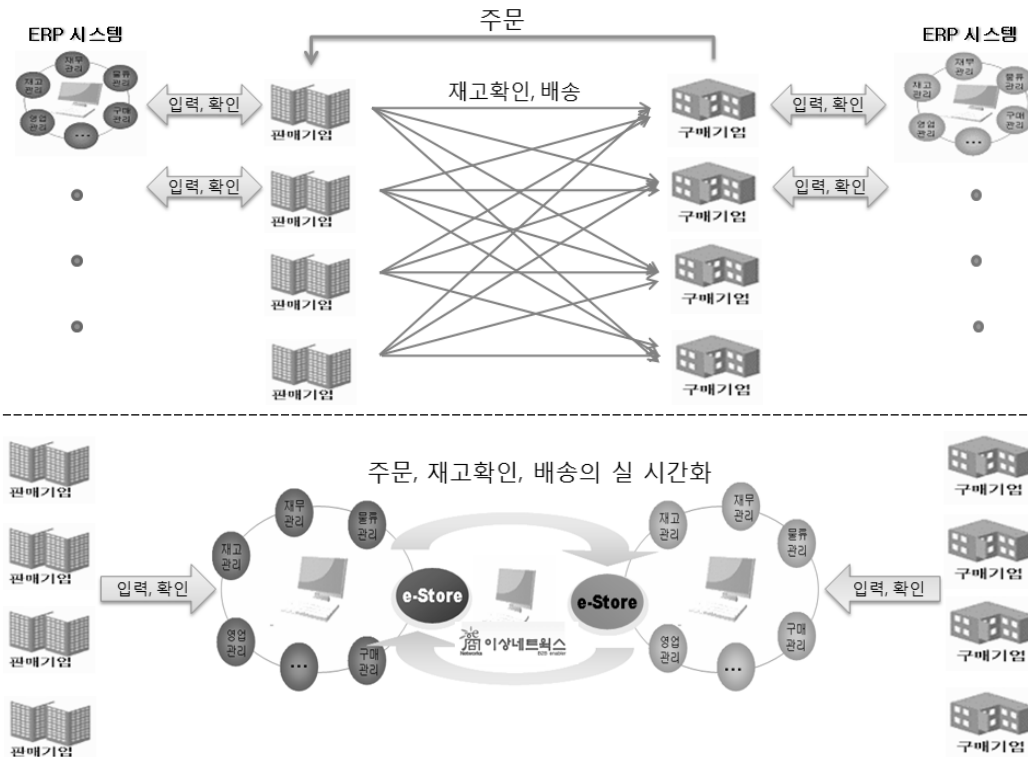 주문
ERP 시스템
ERP 시스템
재무
관리
물류
관리
구매
관리
...
영업
관리
재고
관리
입력, 확인
판매기업
재고확인, 배송
구매기업
입력, 확인
재무
관리
물류
관리
구매
관리
...
영업
관리
재고
관리
입력, 확인
판매기업
구매기업
입력, 확인
판매기업
구매기업
판매기업
구매기업
판매기업
판매기업
판매기업
판매기업
주문, 재고확인, 배송의 실 시간화
입력, 확인
재무
관리
물류
관리
재고
관리
영업
관리
...
구매
관리
e-Store
e-Store
이상네트웍스
Networks
B2B enabler
재고
관리
재무
관리
물류
관리
구매
관리
...
영업
관리
입력, 확인
구매기업
구매기업
구매기업
구매기업